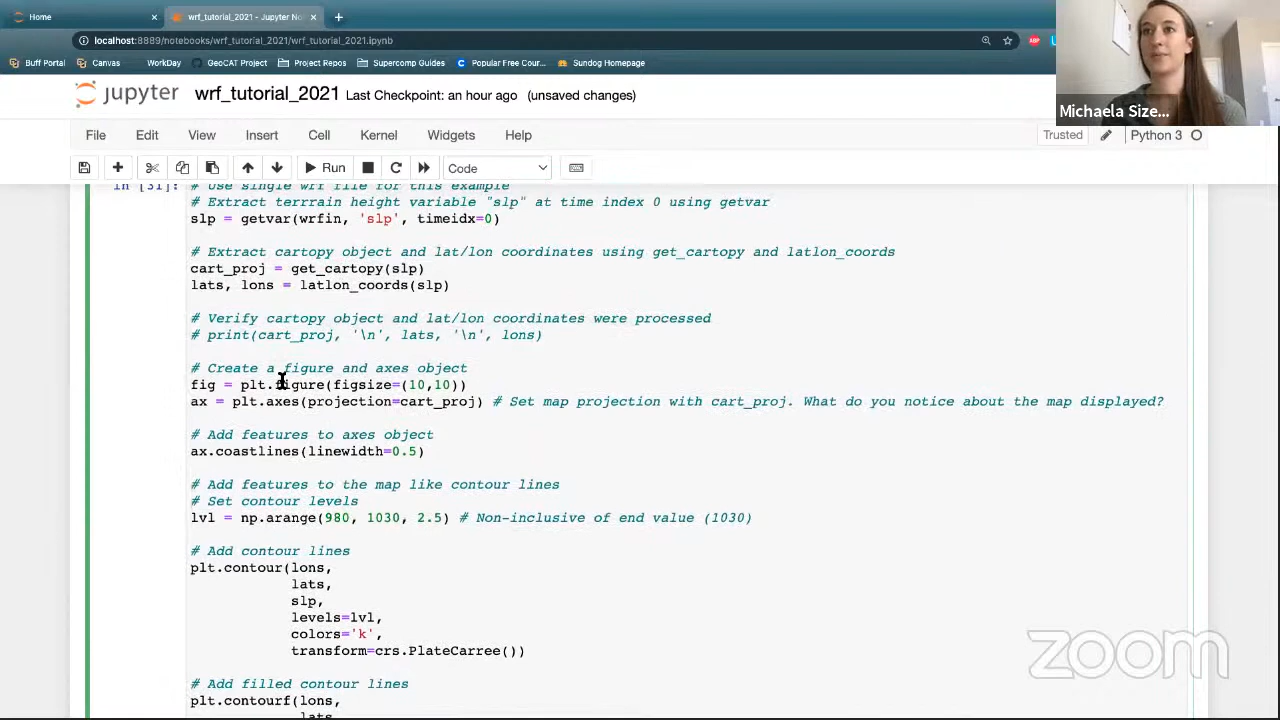 Home
wrf_tutorial_2021 - Jupyter No
localhost:8889/notebooks/wrf_tutorial_2021/wrf_tutorial_2021.ipynb
ABP
Buff Portal
Canvas
WorkDay
GeoCAT Project
Project Repos
Supercomp Guides
Popular Free Cour...
Sundog Homepage
Michaela Size...
jupyter
wrf_tutorial_2021 Last Checkpoint: an hour ago (unsaved changes)
File Edit View Insert Cell Kernel Widgets Help
Trusted
Python 3
Run
Code
In [31]: # Use single wrf file for this example
# Extract terrrain height variable "slp" at time index 0 using getvar
slp = getvar(wrfin, 'slp', timeidx=0)
# Extract cartopy object and lat/lon coordinates using get_cartopy and latlon_coords
cart_proj = get_cartopy(slp)
lats, lons = latlon_coords(slp)
# Verify cartopy object and lat/lon coordinates were processed
# print(cart_proj, '\n', lats, '\n', lons)
# Create a figure and axes object
fig = plt.figure(figsize=(10,10))
ax = plt.axes(projection=cart_proj) # Set map projection with cart_proj. What do you notice about the map displayed?
# Add features to axes object
ax.coastlines(linewidth=0.5)
# Add features to the map like contour lines
# Set contour levels
lvl = np.arange(980, 1030, 2.5) # Non-inclusive of end value (1030)
# Add contour lines
plt.contour(lons,
lats,
slp,
levels=lvl,
colors='k',
transform=crs.PlateCarree())
# Add filled contour lines
plt.contourf(lons,
lats,
zoom